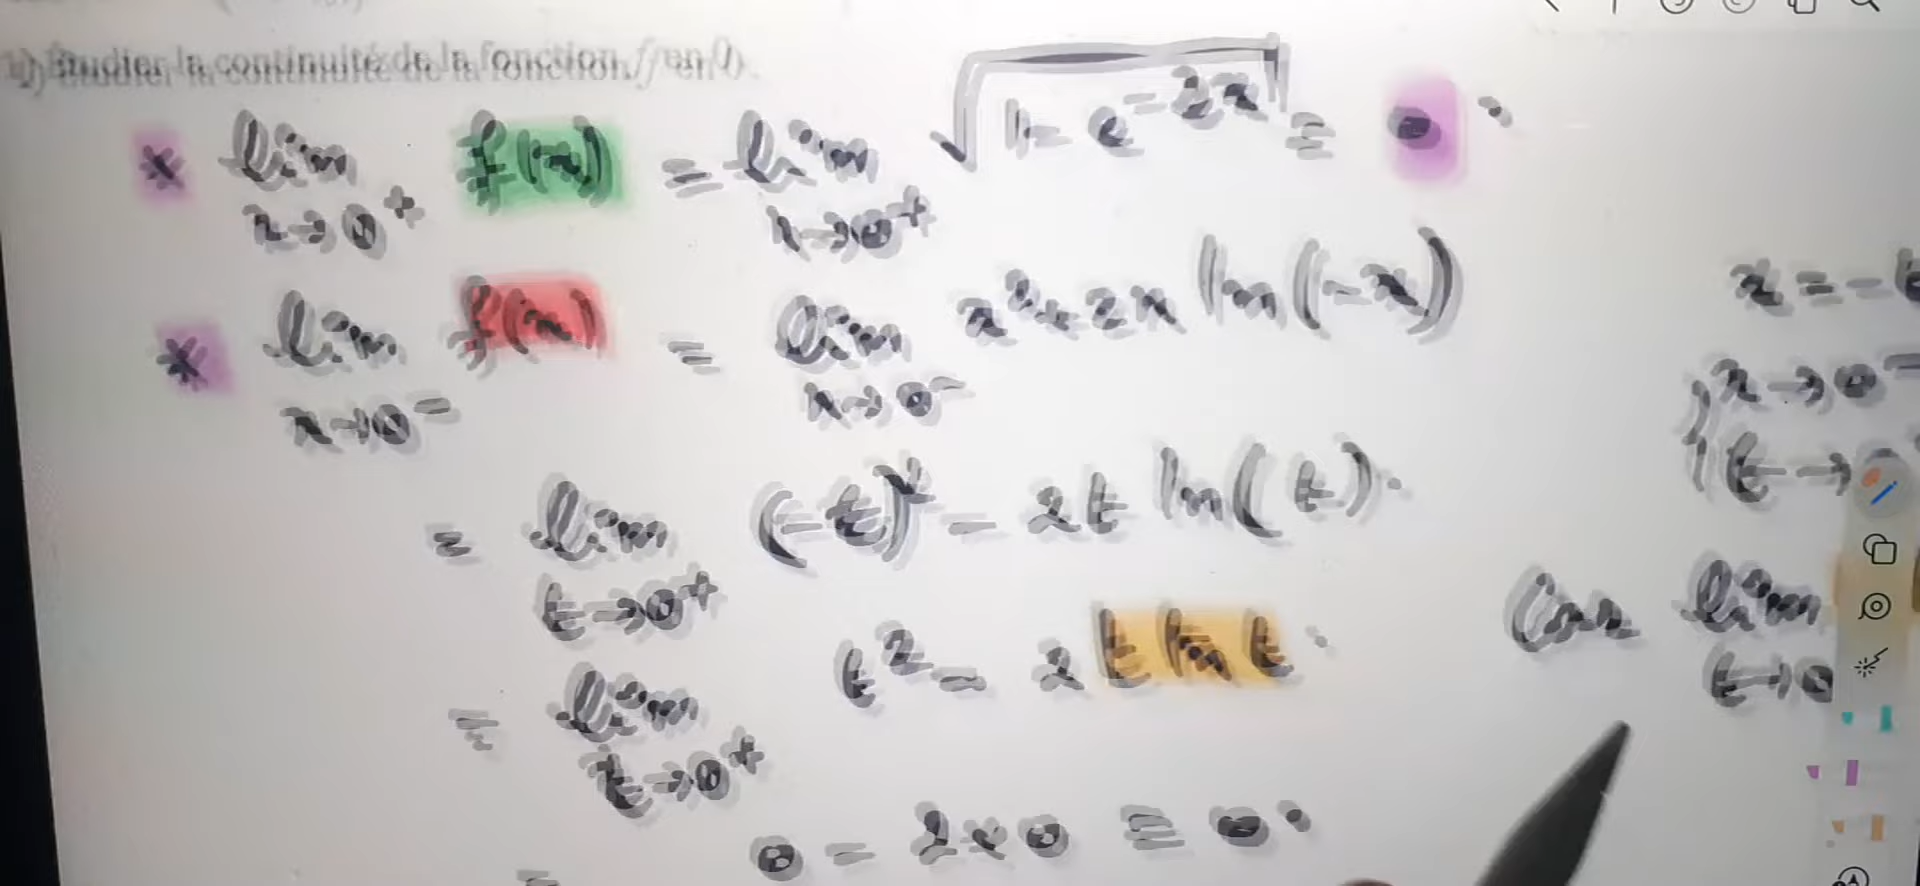 1) Étudier la continuité de la fonction f en 0.
* lim x→0⁺ f(x) = lim x→0⁺ √(1 - e^(-2x)) = 0.
* lim x→0⁻ f(x) = lim x→0⁻ x² + 2x ln(-x)
= lim t→0⁺ (-t)² - 2t ln(t).
= lim t→0⁺ t² - 2 t ln t.
= 0 - 2×0 = 0.
x = -t
x→0⁻
t→
Car lim t→0